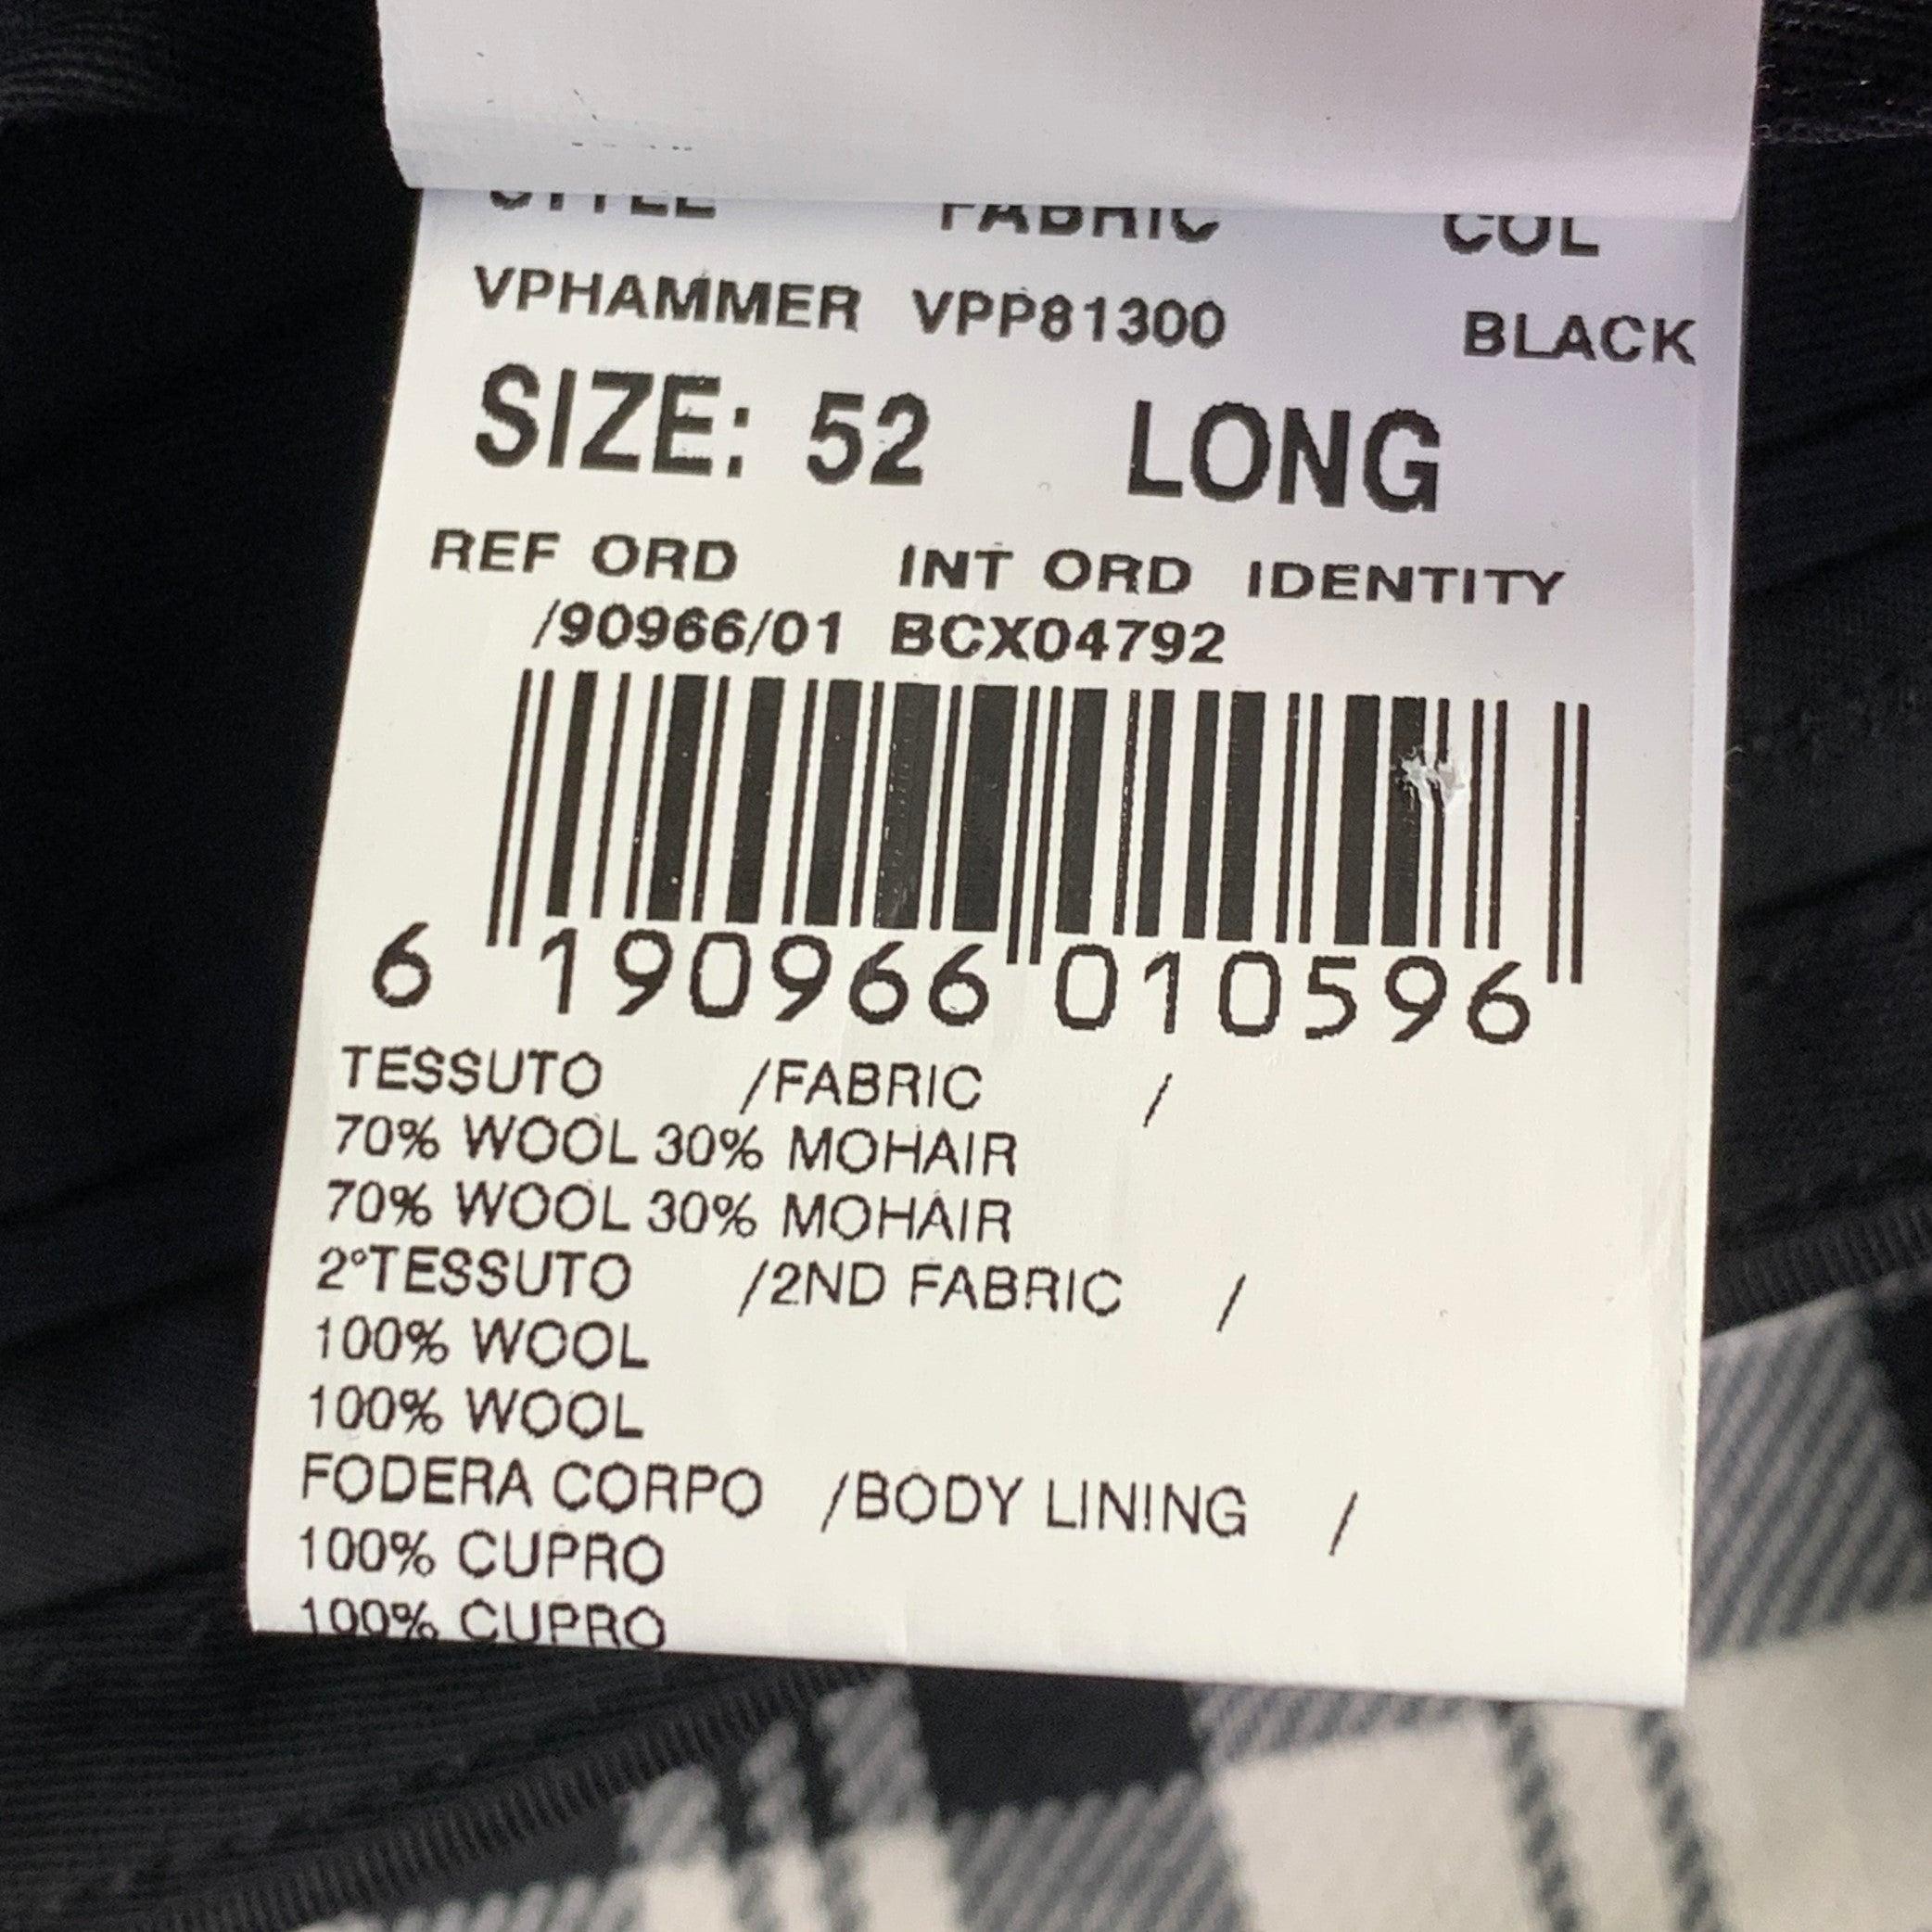 STYLE FABRIC COL
VPHAMMER VPP81300 BLACK
SIZE: 52 LONG
REF ORD INT ORD IDENTITY
/90966/01 BCX04792
6 190966 010596
TESSUTO /FABRIC /
70% WOOL 30% MOHAIR
70% WOOL 30% MOHAIR
2°TESSUTO /2ND FABRIC /
100% WOOL
100% WOOL
FODERA CORPO /BODY LINING /
100% CUPRO
100% CUPRO